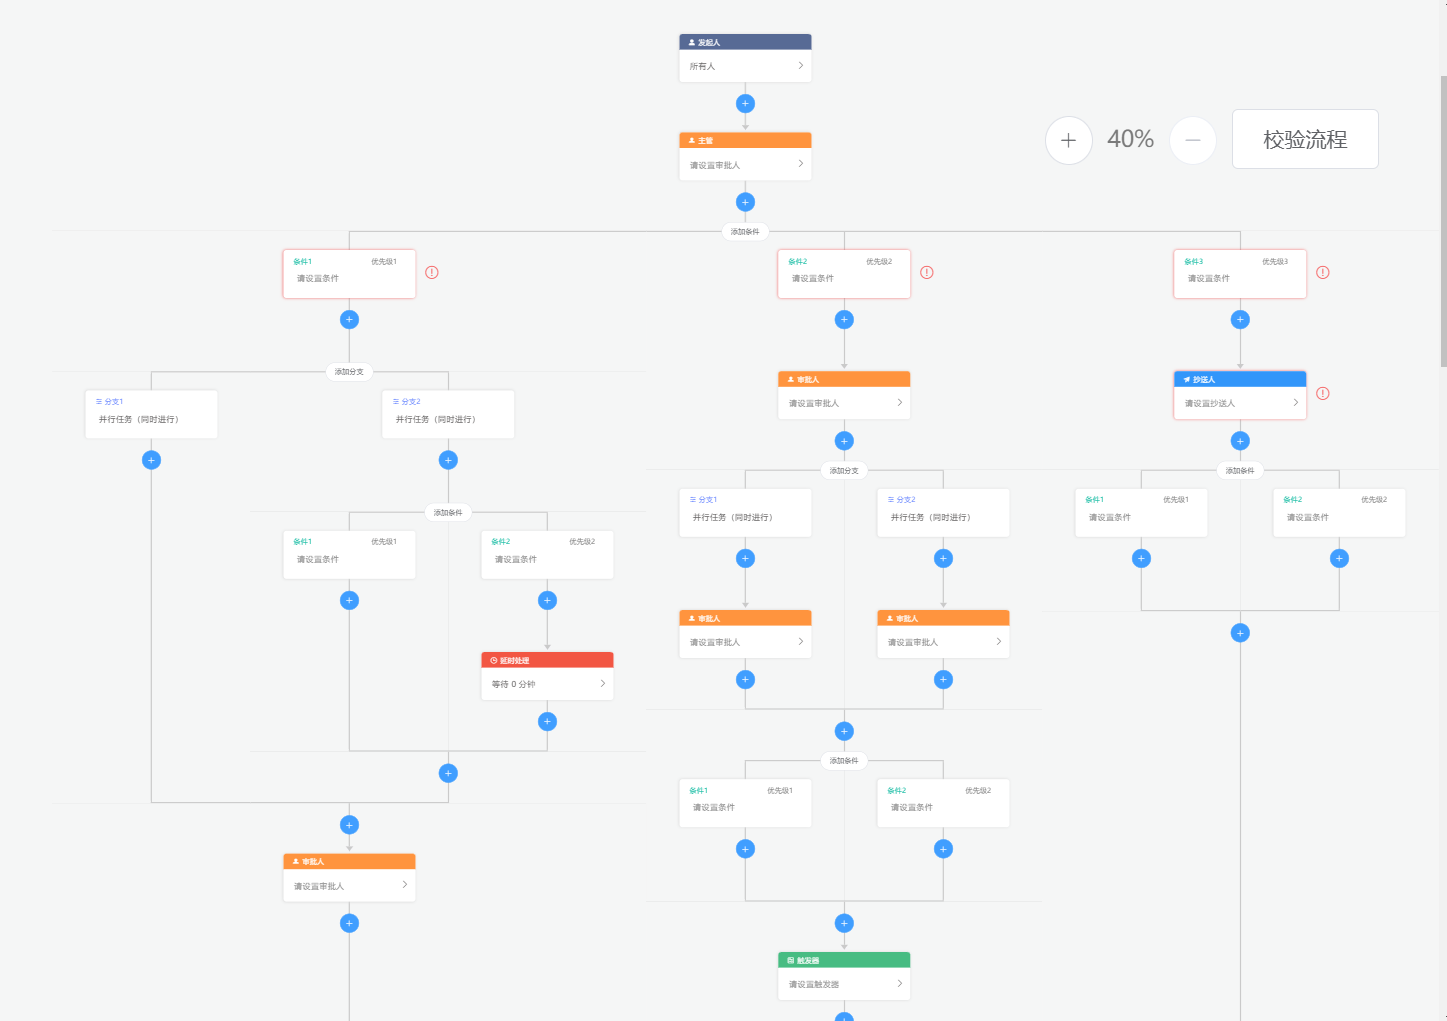 发起人
所有人
主管
请设置审批人
40%
校验流程
添加条件
条件1 优先级1
请设置条件
条件2 优先级2
请设置条件
条件3 优先级3
请设置条件
添加分支
分支1
并行任务（同时进行）
分支2
并行任务（同时进行）
审批人
请设置审批人
抄送人
请设置抄送人
添加分支
添加条件
分支1
并行任务（同时进行）
分支2
并行任务（同时进行）
条件1 优先级1
请设置条件
条件2 优先级2
请设置条件
添加条件
条件1 优先级1
请设置条件
条件2 优先级2
请设置条件
审批人
请设置审批人
审批人
请设置审批人
延时处理
等待 0 分钟
添加条件
条件1 优先级1
请设置条件
条件2 优先级2
请设置条件
审批人
请设置审批人
触发器
请设置触发器